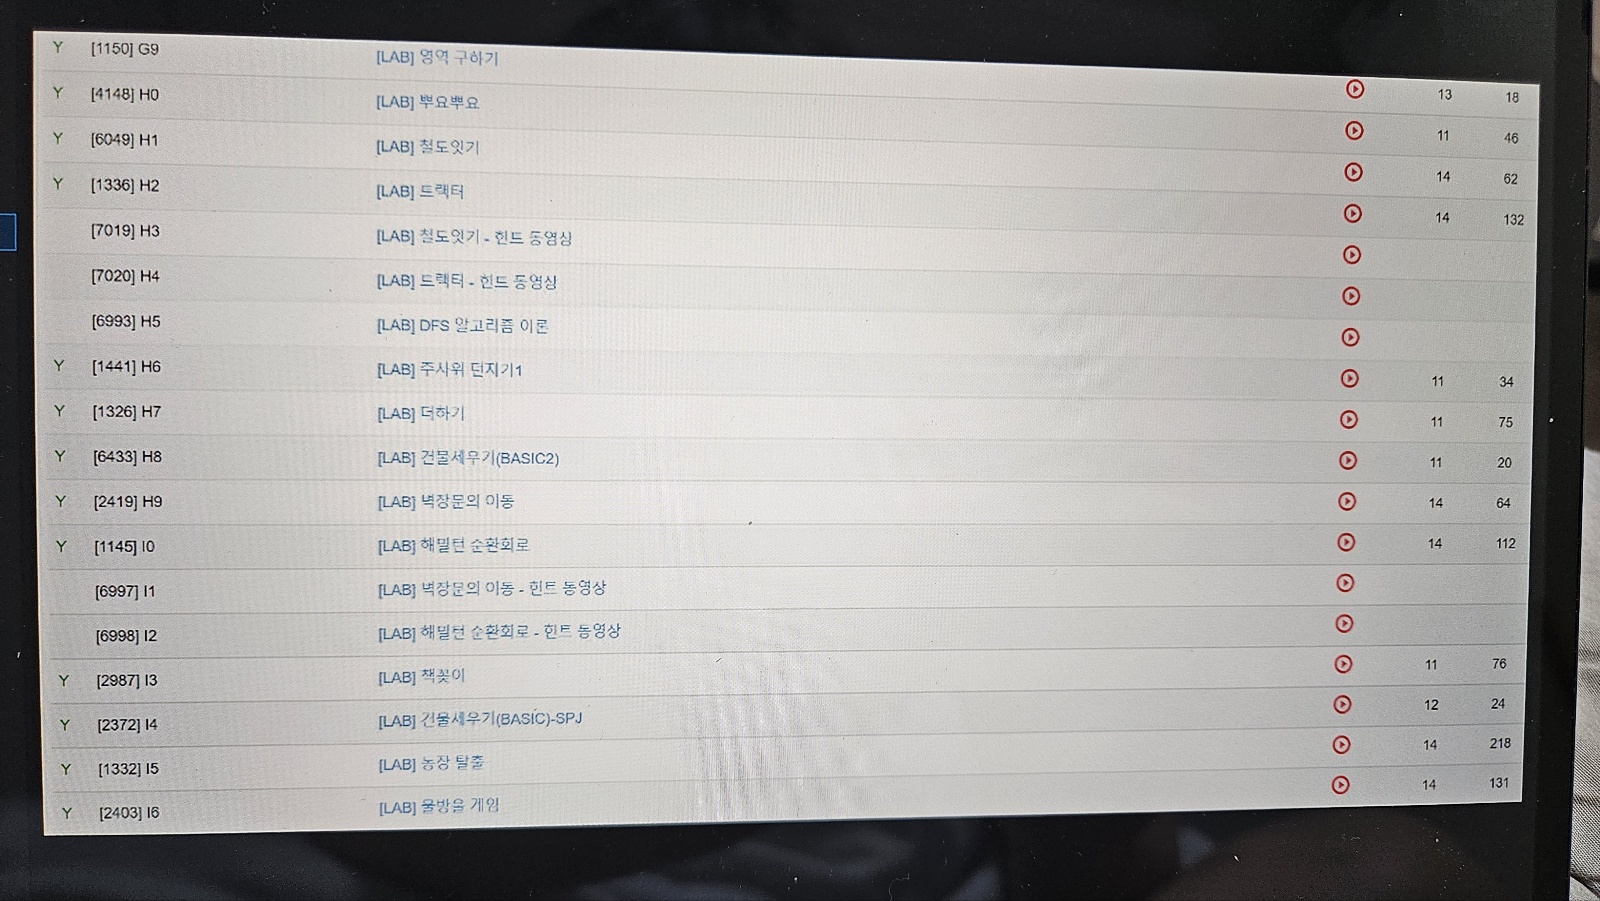 Y [1150] G9 [LAB] 영역 구하기 13 18
Y [4148] H0 [LAB] 뿌요뿌요 11 46
Y [6049] H1 [LAB] 철도잇기 14 62
Y [1336] H2 [LAB] 트랙터 14 132
[7019] H3 [LAB] 철도잇기 - 힌트 동영상
[7020] H4 [LAB] 트랙터 - 힌트 동영상
[6993] H5 [LAB] DFS 알고리즘 이론
Y [1441] H6 [LAB] 주사위 던지기1 11 34
Y [1326] H7 [LAB] 더하기 11 75
Y [6433] H8 [LAB] 건물세우기(BASIC2) 11 20
Y [2419] H9 [LAB] 벽장문의 이동 14 64
Y [1145] I0 [LAB] 해밀턴 순환회로 14 112
[6997] I1 [LAB] 벽장문의 이동 - 힌트 동영상
[6998] I2 [LAB] 해밀턴 순환회로 - 힌트 동영상
Y [2987] I3 [LAB] 책꽂이 11 76
Y [2372] I4 [LAB] 건물세우기(BASIC)-SPJ 12 24
Y [1332] I5 [LAB] 농장 탈출 14 218
Y [2403] I6 [LAB] 물방울 게임 14 131